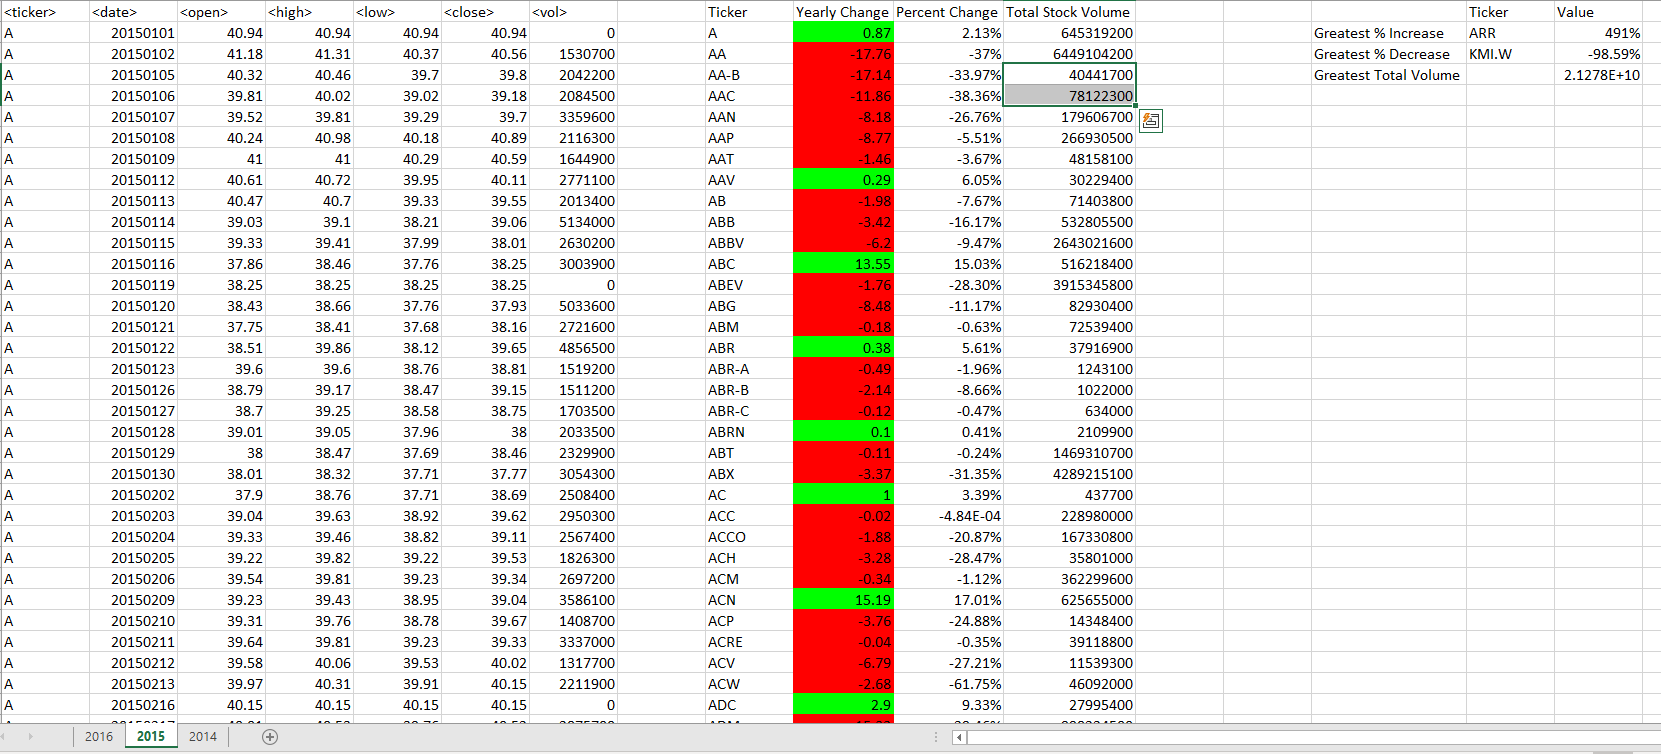 <ticker> <date> <open> <high> <low> <close> <vol> Ticker Yearly Change Percent Change Total Stock Volume Ticker Value
A 20150101 40.94 40.94 40.94 40.94 0 A 0.87 2.13% 645319200 Greatest % Increase ARR 491%
A 20150102 41.18 41.31 40.37 40.56 1530700 AA -17.76 -37% 6449104200 Greatest % Decrease KMI.W -98.59%
A 20150105 40.32 40.46 39.7 39.8 2042200 AA-B -17.14 -33.97% 40441700 Greatest Total Volume 2.1278E+10
A 20150106 39.81 40.02 39.02 39.18 2084500 AAC -11.86 -38.36% 78122300
A 20150107 39.52 39.81 39.29 39.7 3359600 AAN -8.18 -26.76% 179606700
A 20150108 40.24 40.98 40.18 40.89 2116300 AAP -8.77 -5.51% 266930500
A 20150109 41 41 40.29 40.59 1644900 AAT -1.46 -3.67% 48158100
A 20150112 40.61 40.72 39.95 40.11 2771100 AAV 0.29 6.05% 30229400
A 20150113 40.47 40.7 39.33 39.55 2013400 AB -1.98 -7.67% 71403800
A 20150114 39.03 39.1 38.21 39.06 5134000 ABB -3.42 -16.17% 532805500
A 20150115 39.33 39.41 37.99 38.01 2630200 ABBV -6.2 -9.47% 2643021600
A 20150116 37.86 38.46 37.76 38.25 3003900 ABC 13.55 15.03% 516218400
A 20150119 38.25 38.25 38.25 38.25 0 ABEV -1.76 -28.30% 3915345800
A 20150120 38.43 38.66 37.76 37.93 5033600 ABG -8.48 -11.17% 82930400
A 20150121 37.75 38.41 37.68 38.16 2721600 ABM -0.18 -0.63% 72539400
A 20150122 38.51 39.86 38.12 39.65 4856500 ABR 0.38 5.61% 37916900
A 20150123 39.6 39.6 38.76 38.81 1519200 ABR-A -0.49 -1.96% 1243100
A 20150126 38.79 39.17 38.47 39.15 1511200 ABR-B -2.14 -8.66% 1022000
A 20150127 38.7 39.25 38.58 38.75 1703500 ABR-C -0.12 -0.47% 634000
A 20150128 39.01 39.05 37.96 38 2033500 ABRN 0.1 0.41% 2109900
A 20150129 38 38.47 37.69 38.46 2329900 ABT -0.11 -0.24% 1469310700
A 20150130 38.01 38.32 37.71 37.77 3054300 ABX -3.37 -31.35% 4289215100
A 20150202 37.9 38.76 37.71 38.69 2508400 AC 1 3.39% 437700
A 20150203 39.04 39.63 38.92 39.62 2950300 ACC -0.02 -4.84E-04 228980000
A 20150204 39.33 39.46 38.82 39.11 2567400 ACCO -1.88 -20.87% 167330800
A 20150205 39.22 39.82 39.22 39.53 1826300 ACH -3.28 -28.47% 35801000
A 20150206 39.54 39.81 39.23 39.34 2697200 ACM -0.34 -1.12% 362299600
A 20150209 39.23 39.43 38.95 39.04 3586100 ACN 15.19 17.01% 625655000
A 20150210 39.31 39.76 38.78 39.67 1408700 ACP -3.76 -24.88% 14348400
A 20150211 39.64 39.81 39.23 39.33 3337000 ACRE -0.04 -0.35% 39118800
A 20150212 39.58 40.06 39.53 40.02 1317700 ACV -6.79 -27.21% 11539300
A 20150213 39.97 40.31 39.91 40.15 2211900 ACW -2.68 -61.75% 46092000
A 20150216 40.15 40.15 40.15 40.15 0 ADC 2.9 9.33% 27995400
2016 2015 2014